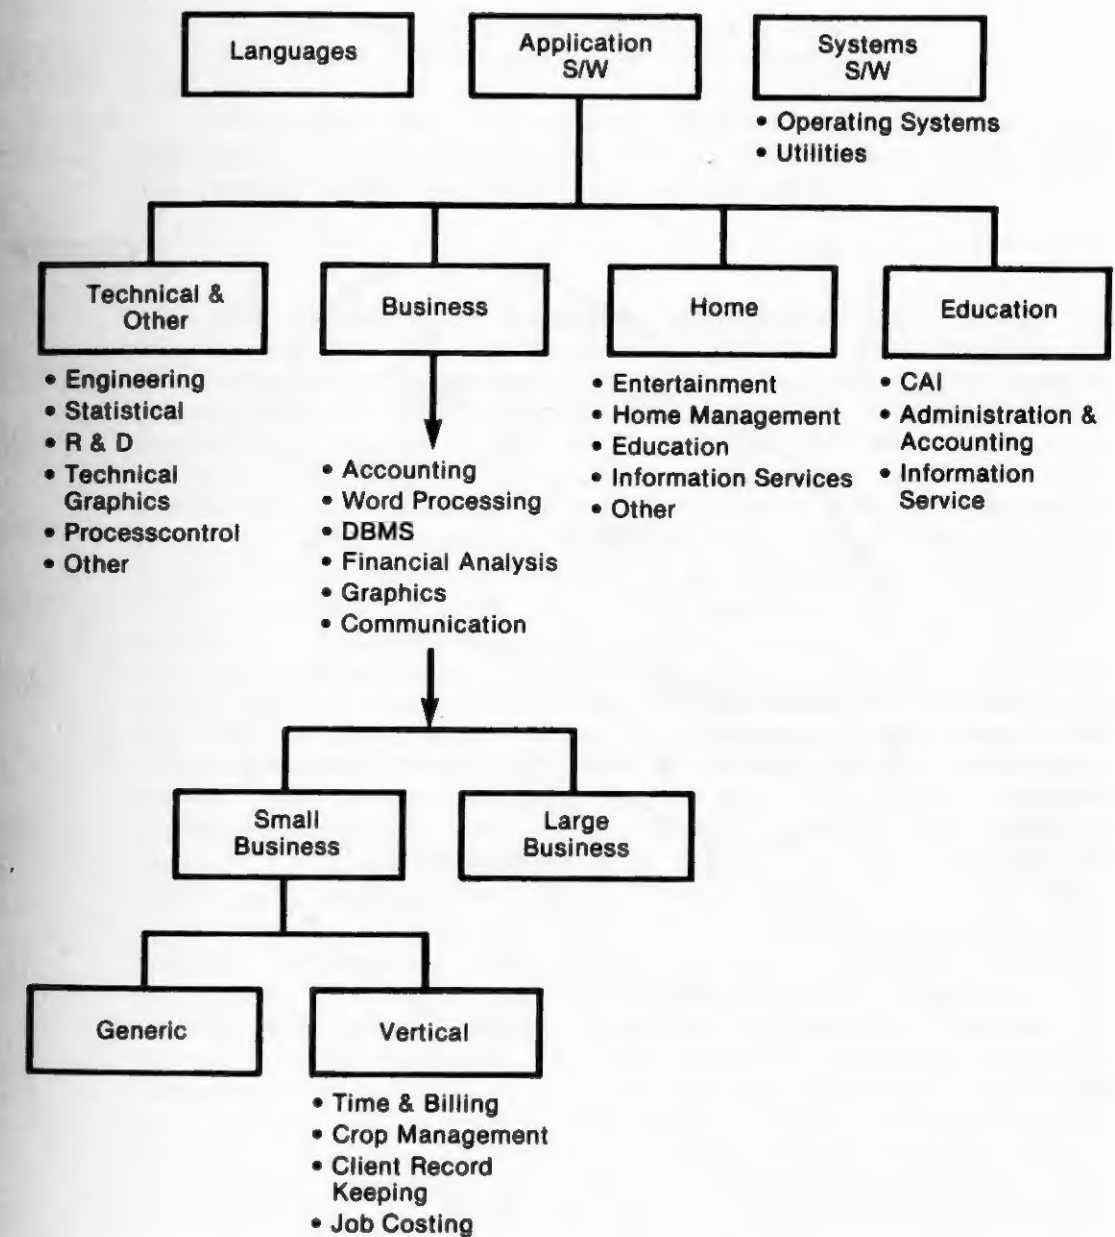 Languages
Application
S/W
Systems
S/W
• Operating Systems
• Utilities
Technical &
Other
Business
Home
Education
• Engineering
• Statistical
• R & D
• Technical
Graphics
• Processcontrol
• Other
• Accounting
• Word Processing
• DBMS
• Financial Analysis
• Graphics
• Communication
• Entertainment
• Home Management
• Education
• Information Services
• Other
• CAI
• Administration &
Accounting
• Information
Service
Small
Business
Large
Business
Generic
Vertical
• Time & Billing
• Crop Management
• Client Record
Keeping
• Job Costing